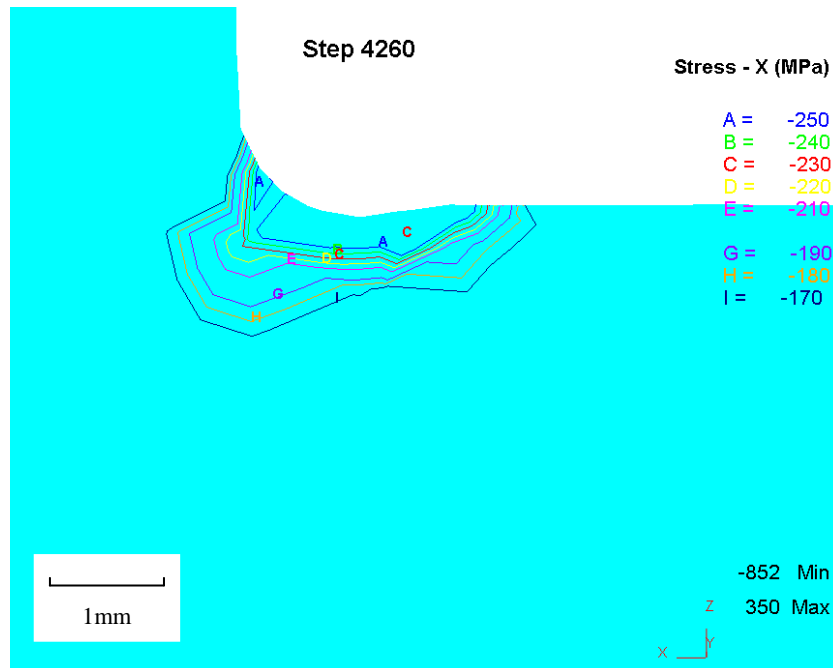 Step 4260
Stress - X (MPa)
A = -250
B = -240
C = -230
D = -220
E = -210
G = -190
H = -180
I = -170
A
B
A
C
C
D
E
G
H
I
1mm
-852 Min
350 Max
Z
Y
X